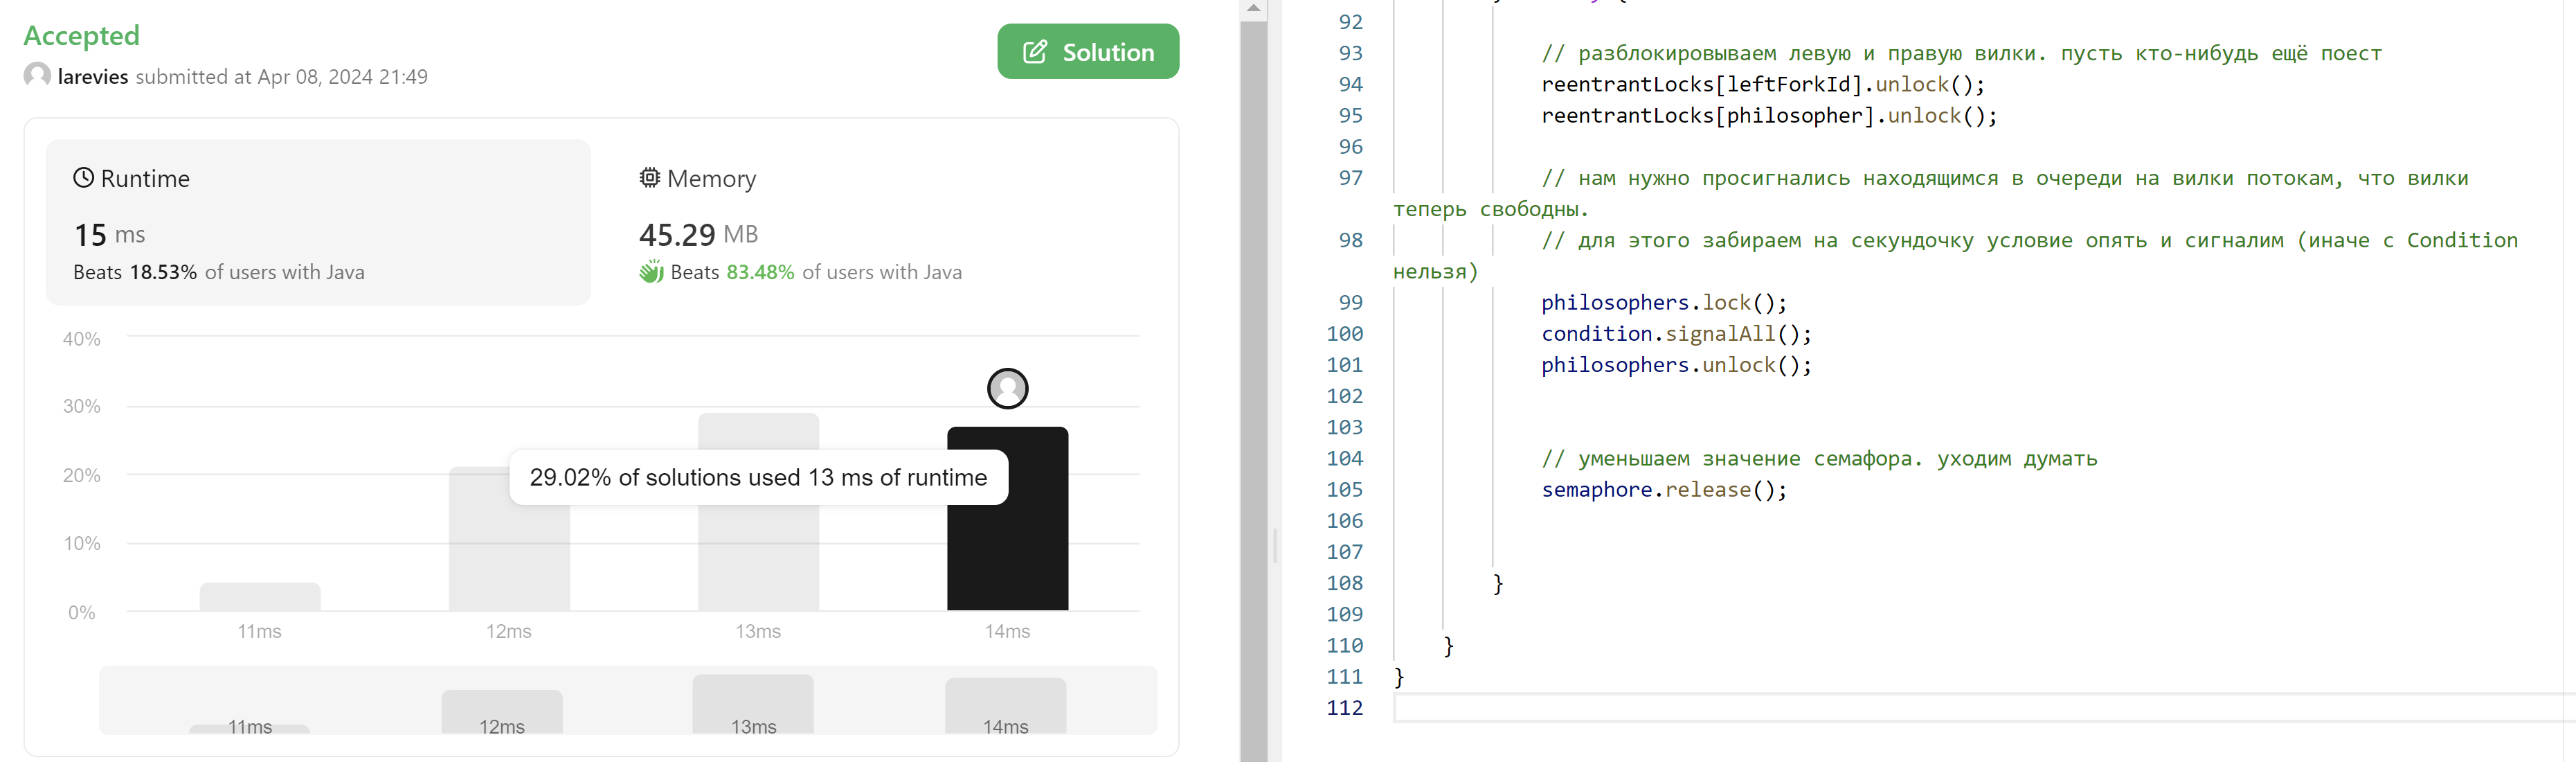 Accepted
larevies submitted at Apr 08, 2024 21:49
Solution
Runtime
15 ms
Beats 18.53% of users with Java
Memory
45.29 MB
Beats 83.48% of users with Java
40%
30%
20%
10%
0%
29.02% of solutions used 13 ms of runtime
11ms 12ms 13ms 14ms
11ms 12ms 13ms 14ms
92
93 // разблокировываем левую и правую вилки. пусть кто-нибудь ещё поест
94 reentrantLocks[leftForkId].unlock();
95 reentrantLocks[philosopher].unlock();
96
97 // нам нужно просигнались находящимся в очереди на вилки потокам, что вилки
теперь свободны.
98 // для этого забираем на секундочку условие опять и сигналим (иначе с Condition
нельзя)
99 philosophers.lock();
100 condition.signalAll();
101 philosophers.unlock();
102
103
104 // уменьшаем значение семафора. уходим думать
105 semaphore.release();
106
107
108 }
109
110 }
111 }
112